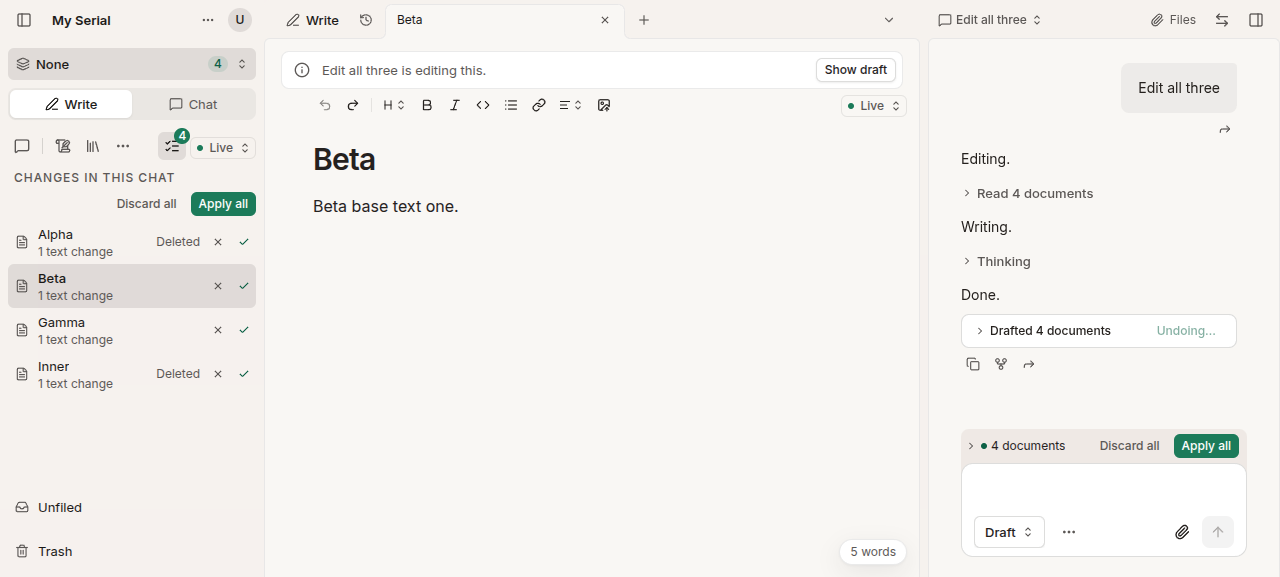 My Serial
U
None
4
Write
Chat
4
Live
CHANGES IN THIS CHAT
Discard all
Apply all
Alpha
1 text change
Deleted
Beta
1 text change
Gamma
1 text change
Inner
1 text change
Deleted
Unfiled
Trash
Write
Beta
Edit all three is editing this.
Show draft
H
B
I
Live
Beta
Beta base text one.
5 words
Edit all three
Files
Edit all three
Editing.
Read 4 documents
Writing.
Thinking
Done.
Drafted 4 documents
Undoing...
4 documents
Discard all
Apply all
Draft